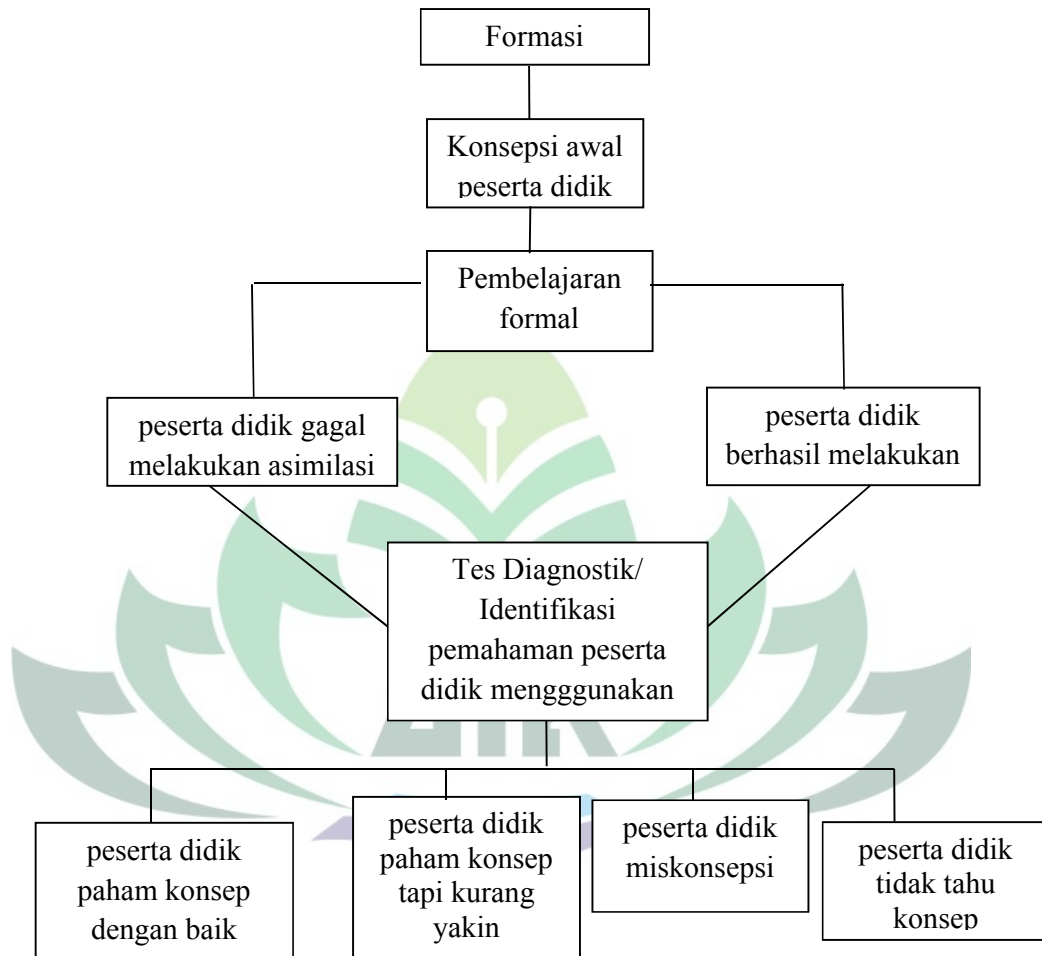 Formasi
Konsepsi awal
peserta didik
Pembelajaran
formal
peserta didik gagal
melakukan asimilasi
peserta didik
berhasil melakukan
Tes Diagnostik/
Identifikasi
pemahaman peserta
didik mengggunakan
peserta didik
paham konsep
dengan baik
peserta didik
paham konsep
tapi kurang
yakin
peserta didik
miskonsepsi
peserta didik
tidak tahu
konsep